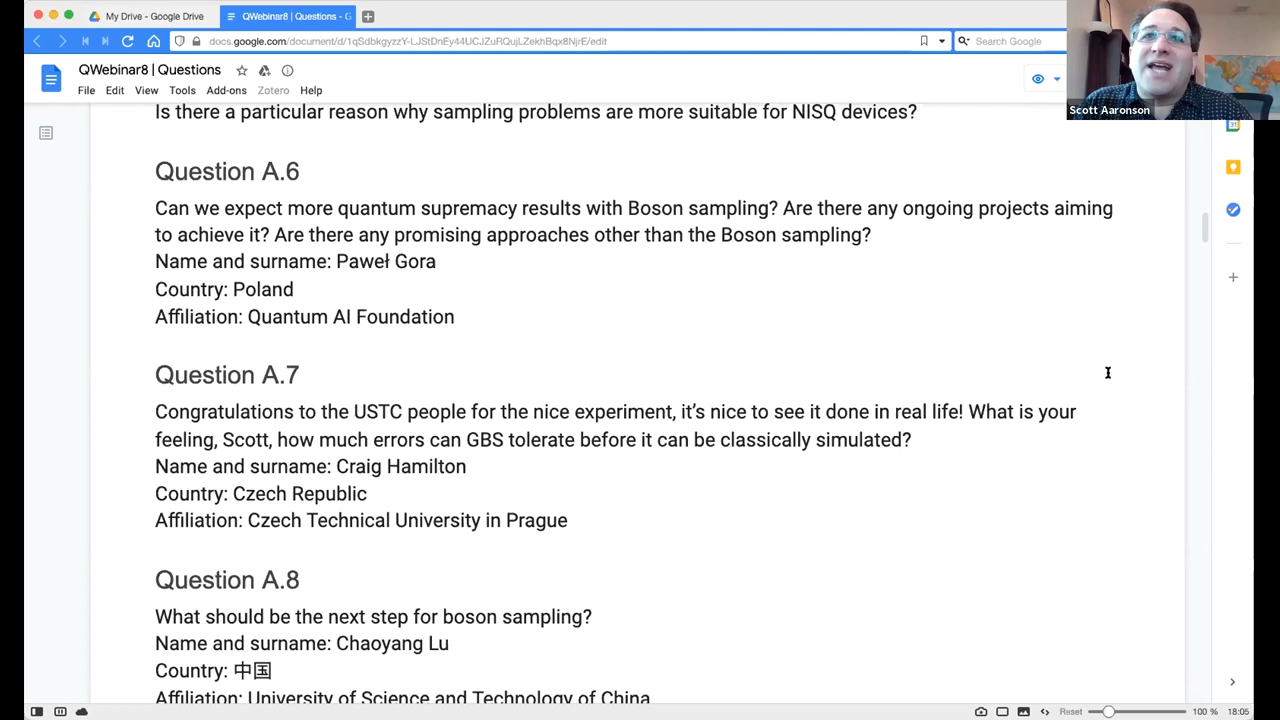 My Drive - Google Drive
QWebinar8 | Questions - G
docs.google.com/document/d/1qSdbkgyzzY-LJStDnEy44UCJZuRQujLZekhBqx8NjrE/edit
Search Google
QWebinar8 | Questions
File Edit View Tools Add-ons Zotero Help
Scott Aaronson
Is there a particular reason why sampling problems are more suitable for NISQ devices?
Question A.6
Can we expect more quantum supremacy results with Boson sampling? Are there any ongoing projects aiming
to achieve it? Are there any promising approaches other than the Boson sampling?
Name and surname: Paweł Gora
Country: Poland
Affiliation: Quantum AI Foundation
Question A.7
Congratulations to the USTC people for the nice experiment, it's nice to see it done in real life! What is your
feeling, Scott, how much errors can GBS tolerate before it can be classically simulated?
Name and surname: Craig Hamilton
Country: Czech Republic
Affiliation: Czech Technical University in Prague
Question A.8
What should be the next step for boson sampling?
Name and surname: Chaoyang Lu
Country: 中国
Affiliation: University of Science and Technology of China
Reset 100 % 18:05